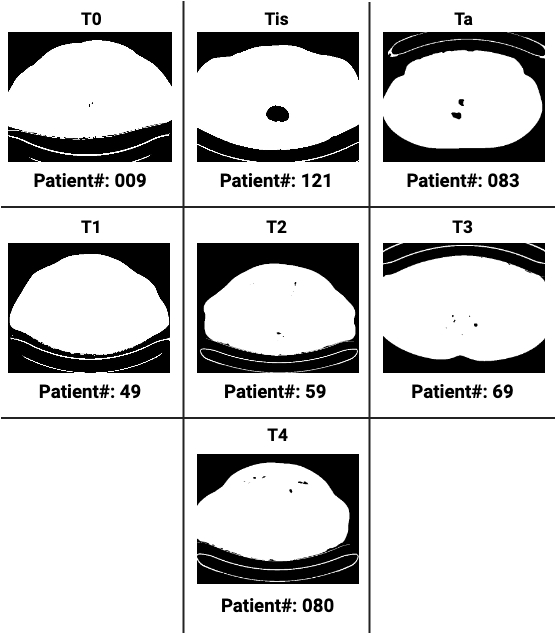 T0 Tis Ta
Patient#: 009 Patient#: 121 Patient#: 083
T1 T2 T3
Patient#: 49 Patient#: 59 Patient#: 69
T4
Patient#: 080